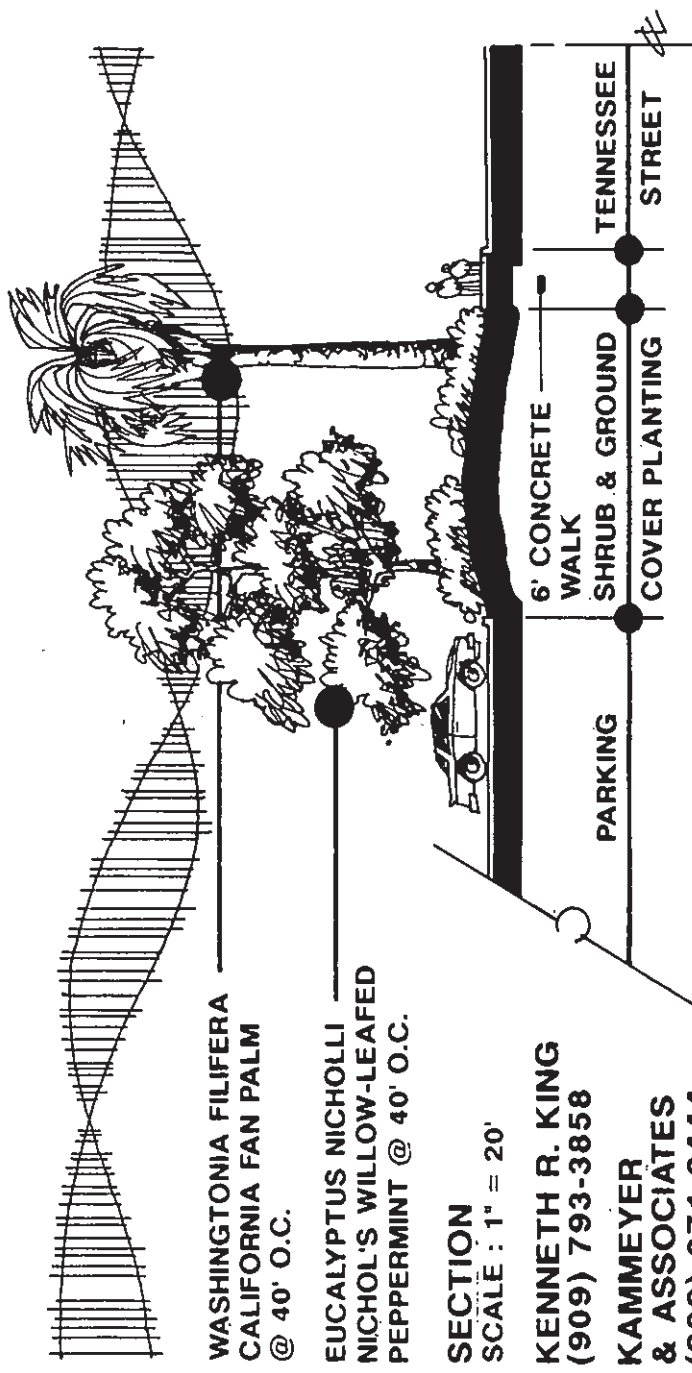 WASHINGTONIA FILIFERA
CALIFORNIA FAN PALM
@ 40' O.C.
EUCALYPTUS NICHOLLI
NICHOL'S WILLOW-LEAFED
PEPPERMINT @ 40' O.C.
SECTION
SCALE : 1" = 20'
KENNETH R. KING
(909) 793-3858
KAMMEYER
& ASSOCIATES
PARKING
6' CONCRETE
WALK
SHRUB & GROUND
COVER PLANTING
TENNESSEE
STREET